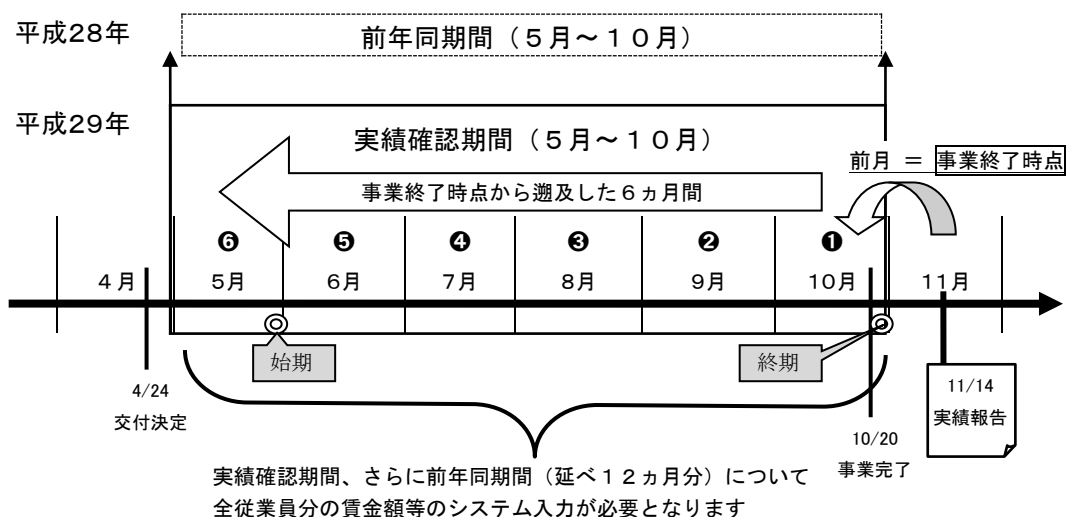 平成28年
前年同期間（５月～１０月）
平成29年
実績確認期間（５月～１０月）
前月 ＝ 事業終了時点
事業終了時点から遡及した６ヵ月間
❻ ❺ ❹ ❸ ❷ ❶
４月 ５月 ６月 ７月 ８月 ９月 10月 11月
始期
終期
4/24
交付決定
11/14
実績報告
10/20
事業完了
実績確認期間、さらに前年同期間（延べ１２ヵ月分）について
全従業員分の賃金額等のシステム入力が必要となります